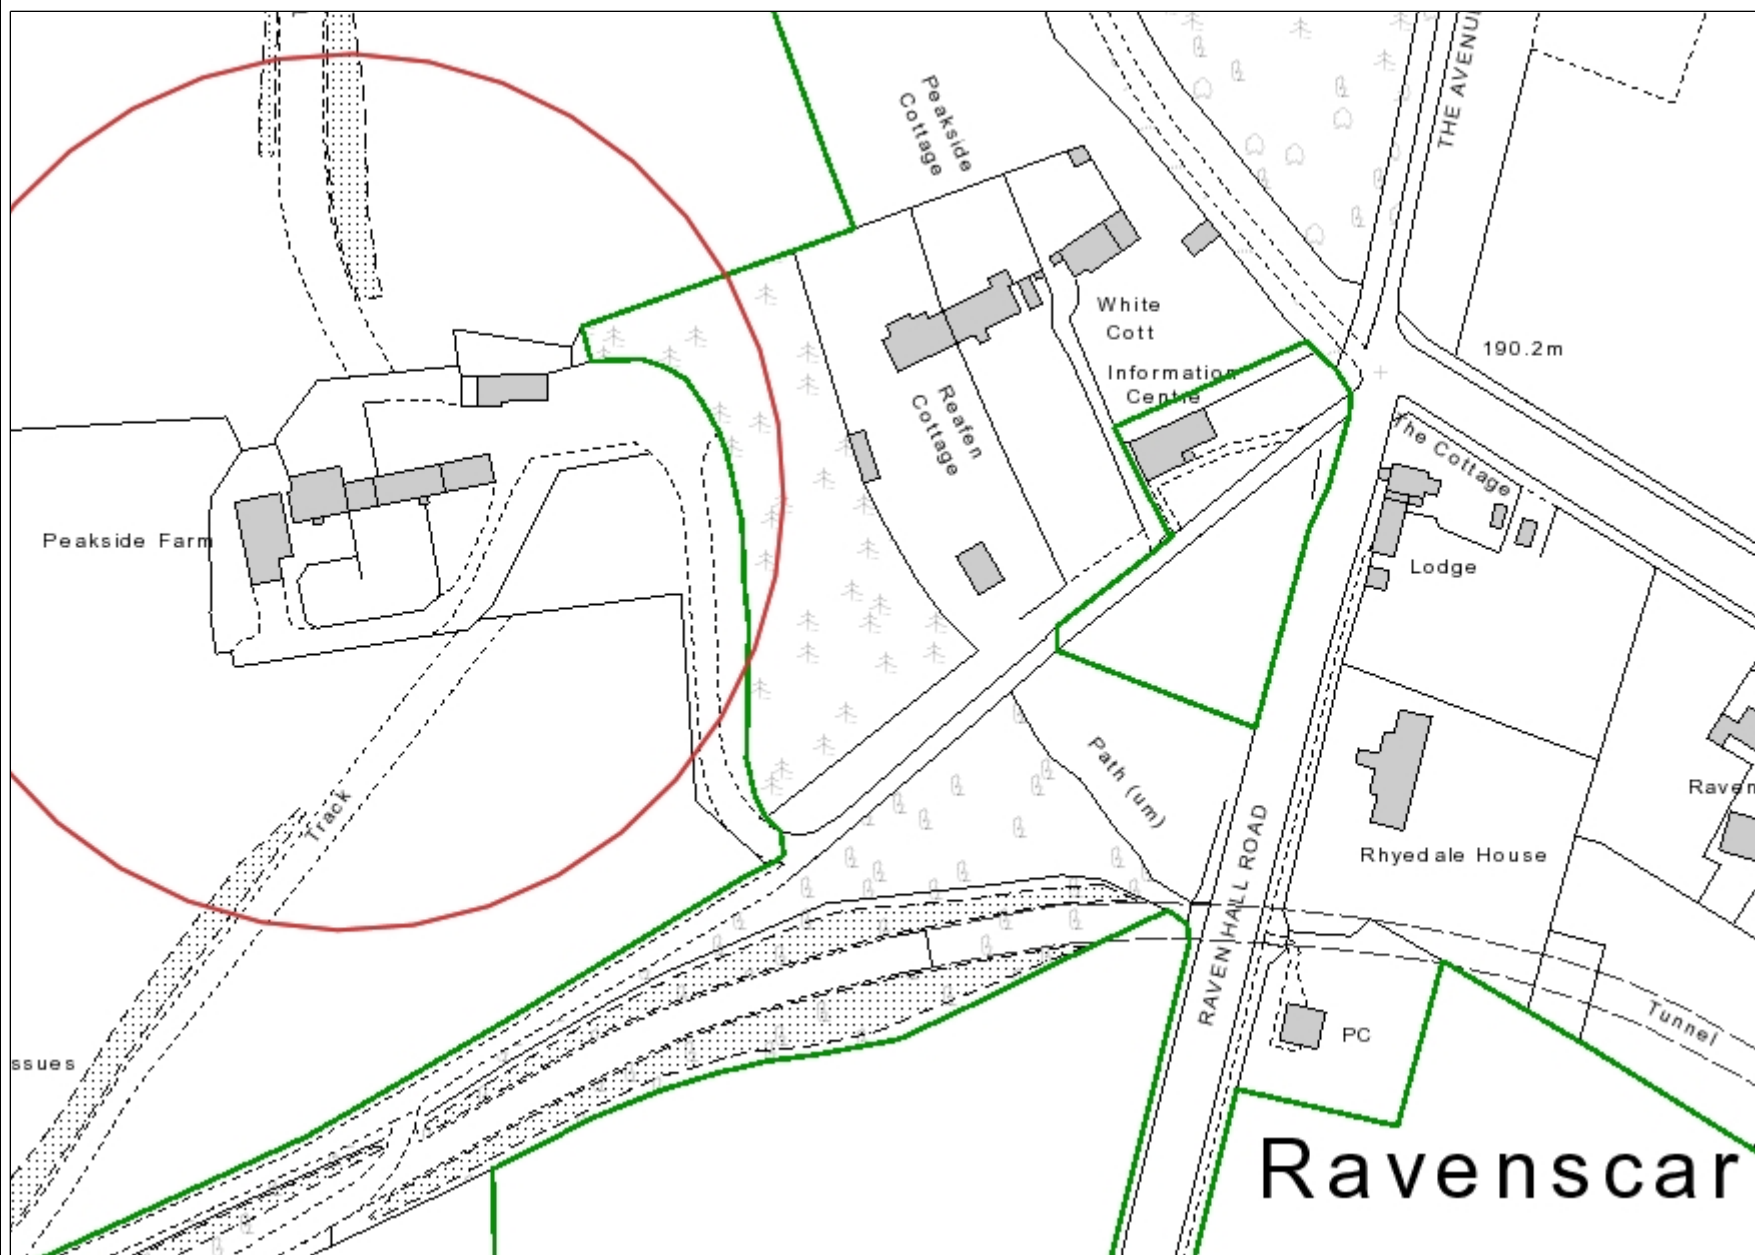 THE AVENUE
Peakside
Cottage
White
Cott
190.2m
Information
Centre
Reafen
Cottage
The Cottage
Peakside Farm
Lodge
Path (um)
Raven
Track
RAVEN HALL ROAD
Rhyedale House
Tunnel
PC
ssues
Ravenscar